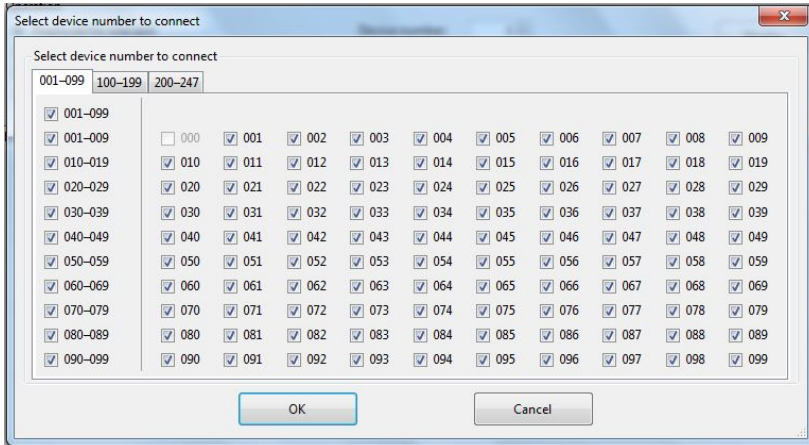 Select device number to connect
Select device number to connect
001–099 100–199 200–247
001–099
001–009 000 001 002 003 004 005 006 007 008 009
010–019 010 011 012 013 014 015 016 017 018 019
020–029 020 021 022 023 024 025 026 027 028 029
030–039 030 031 032 033 034 035 036 037 038 039
040–049 040 041 042 043 044 045 046 047 048 049
050–059 050 051 052 053 054 055 056 057 058 059
060–069 060 061 062 063 064 065 066 067 068 069
070–079 070 071 072 073 074 075 076 077 078 079
080–089 080 081 082 083 084 085 086 087 088 089
090–099 090 091 092 093 094 095 096 097 098 099
OK Cancel